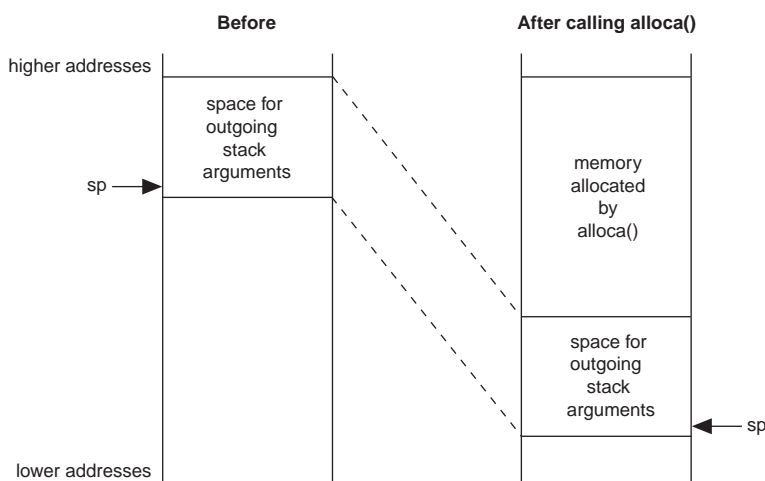 Before
After calling alloca()
higher addresses
space for
outgoing
stack
arguments
sp
memory
allocated
by
alloca()
space for
outgoing
stack
arguments
sp
lower addresses